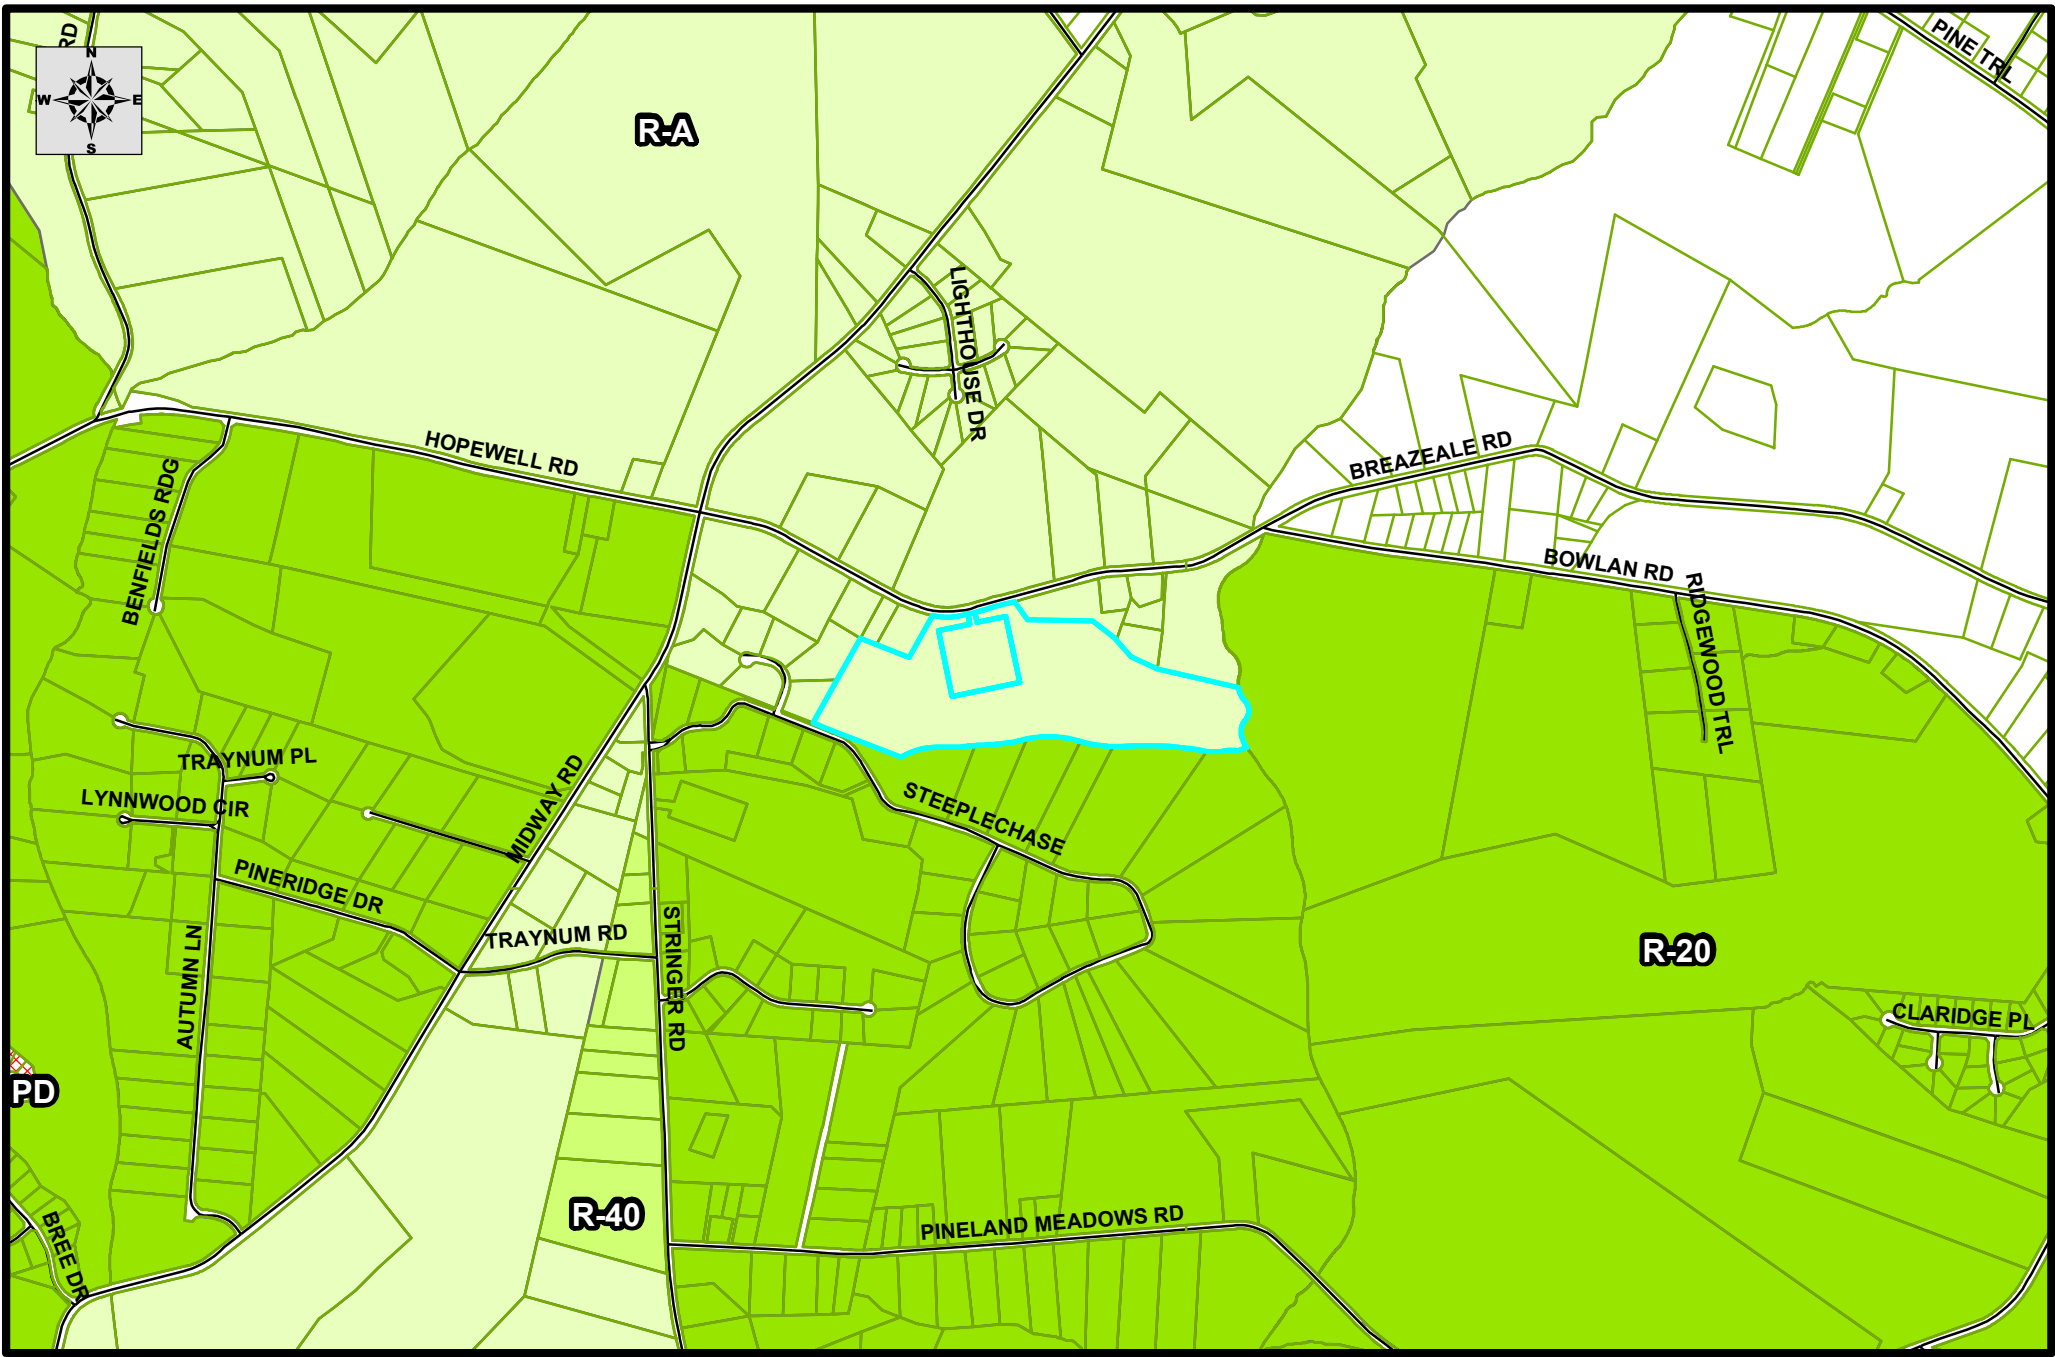 RD
PINE TRL
N
W
E
S
R-A
LIGHTHOUSE DR
HOPEWELL RD
BREAZEALE RD
BENFIELDS RDG
BOWLAN RD
RIDGEWOOD TRL
TRAYNUM PL
LYNNWOOD CIR
MIDWAY RD
STEEPLECHASE
PINERIDGE DR
TRAYNUM RD
AUTUMN LN
STRINGER RD
R-20
CLARIDGE PL
PD
R-40
PINELAND MEADOWS RD
BREE DR